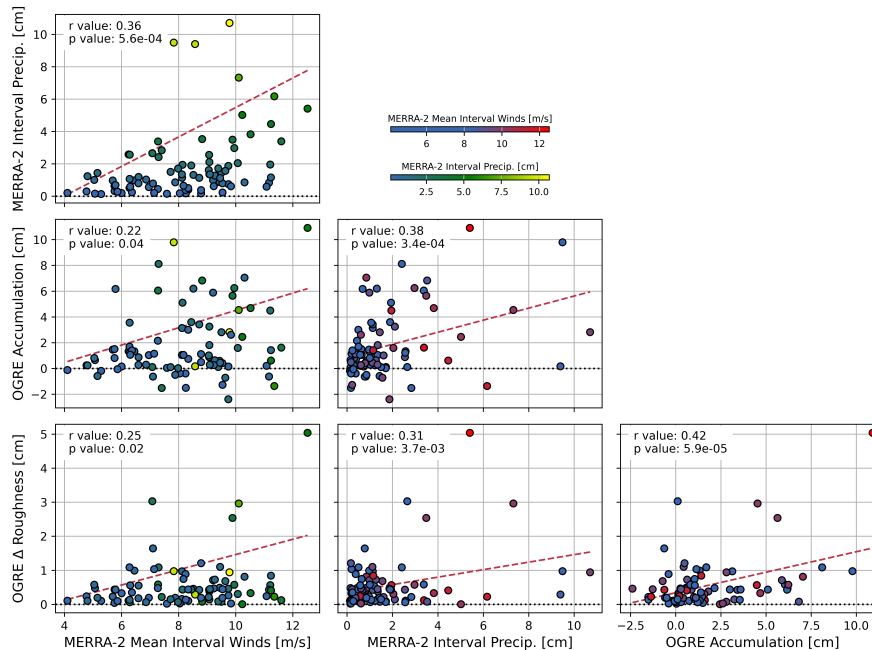 MERRA-2 Interval Precip. [cm]
10
8
6
4
2
0
r value: 0.36
p value: 5.6e-04
MERRA-2 Mean Interval Winds [m/s]
6 8 10 12
MERRA-2 Interval Precip. [cm]
2.5 5.0 7.5 10.0
OGRE Accumulation [cm]
10
8
6
4
2
0
−2
r value: 0.22
p value: 0.04
r value: 0.38
p value: 3.4e-04
OGRE Δ Roughness [cm]
5
4
3
2
1
0
r value: 0.25
p value: 0.02
r value: 0.31
p value: 3.7e-03
r value: 0.42
p value: 5.9e-05
4 6 8 10 12
0 2 4 6 8 10
−2.5 0.0 2.5 5.0 7.5 10.0
MERRA-2 Mean Interval Winds [m/s]
MERRA-2 Interval Precip. [cm]
OGRE Accumulation [cm]